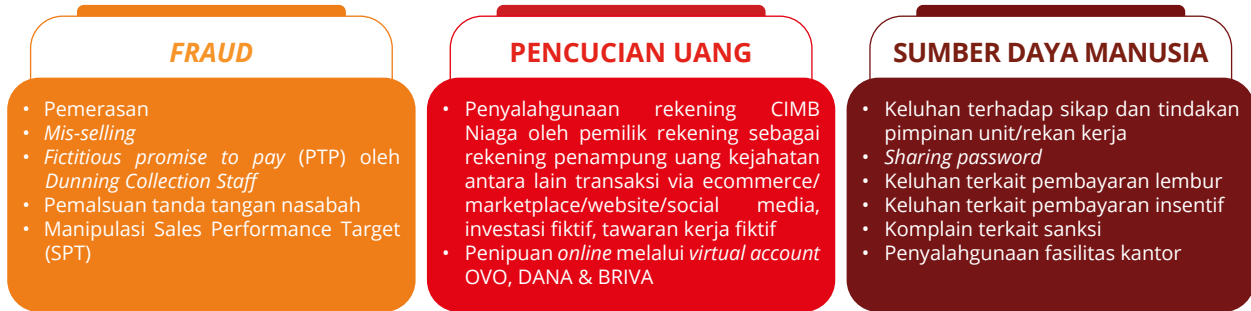 FRAUD
• Pemerasan
• Mis-selling
• Fictitious promise to pay (PTP) oleh
Dunning Collection Staff
• Pemalsuan tanda tangan nasabah
• Manipulasi Sales Performance Target
(SPT)
PENCUCIAN UANG
• Penyalahgunaan rekening CIMB
Niaga oleh pemilik rekening sebagai
rekening penampung uang kejahatan
antara lain transaksi via ecommerce/
marketplace/website/social media,
investasi fiktif, tawaran kerja fiktif
• Penipuan online melalui virtual account
OVO, DANA & BRIVA
SUMBER DAYA MANUSIA
• Keluhan terhadap sikap dan tindakan
pimpinan unit/rekan kerja
• Sharing password
• Keluhan terkait pembayaran lembur
• Keluhan terkait pembayaran insentif
• Komplain terkait sanksi
• Penyalahgunaan fasilitas kantor